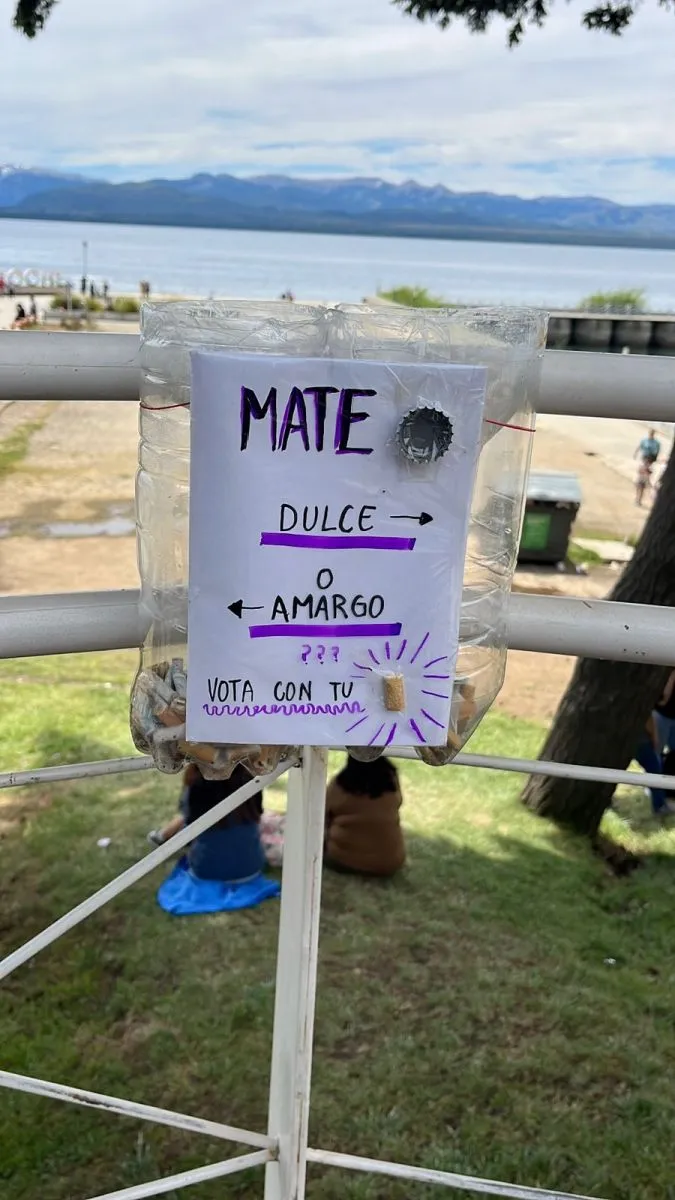 MATE
DULCE →
O
← AMARGO
???
VOTA CON TU